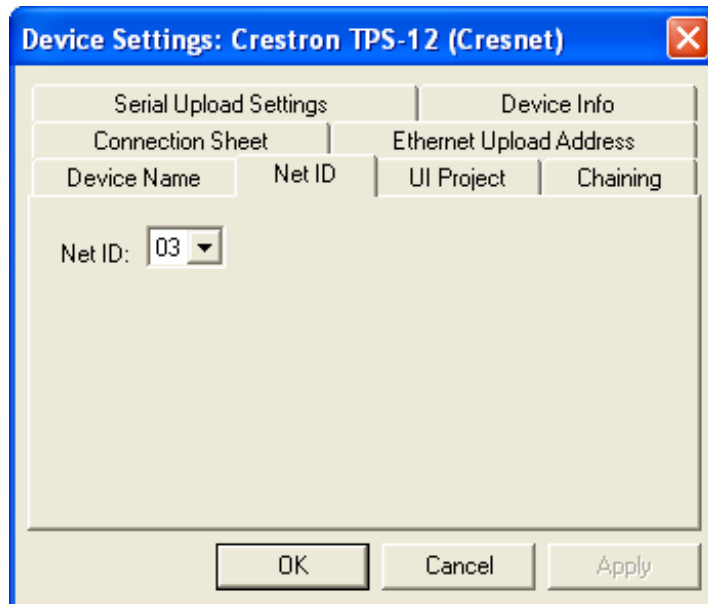 Device Settings: Crestron TPS-12 (Cresnet)
Serial Upload Settings Device Info
Connection Sheet Ethernet Upload Address
Device Name Net ID UI Project Chaining
Net ID: 03
OK Cancel Apply